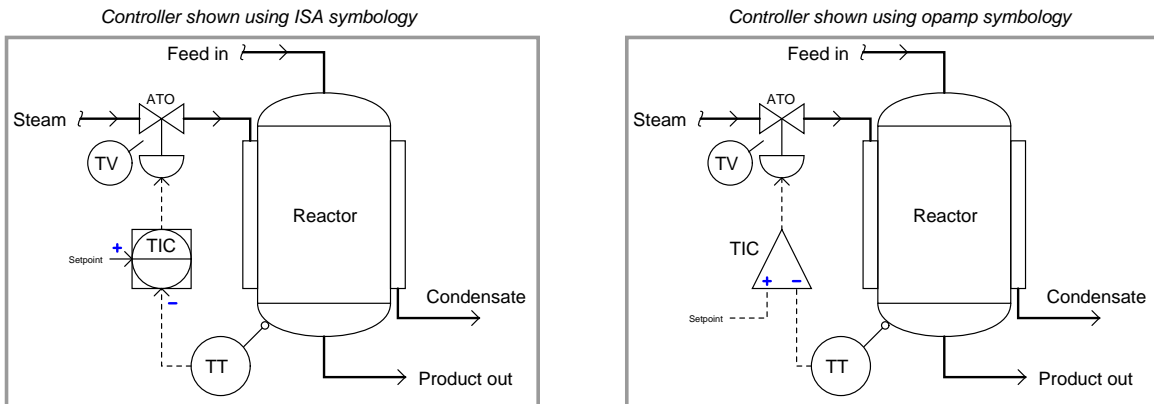 Controller shown using ISA symbology
Feed in
ATO
Steam
TV
Reactor
TIC
+
Setpoint
-
Condensate
TT
Product out
Controller shown using opamp symbology
Feed in
ATO
Steam
TV
Reactor
TIC
+ -
Setpoint
Condensate
TT
Product out